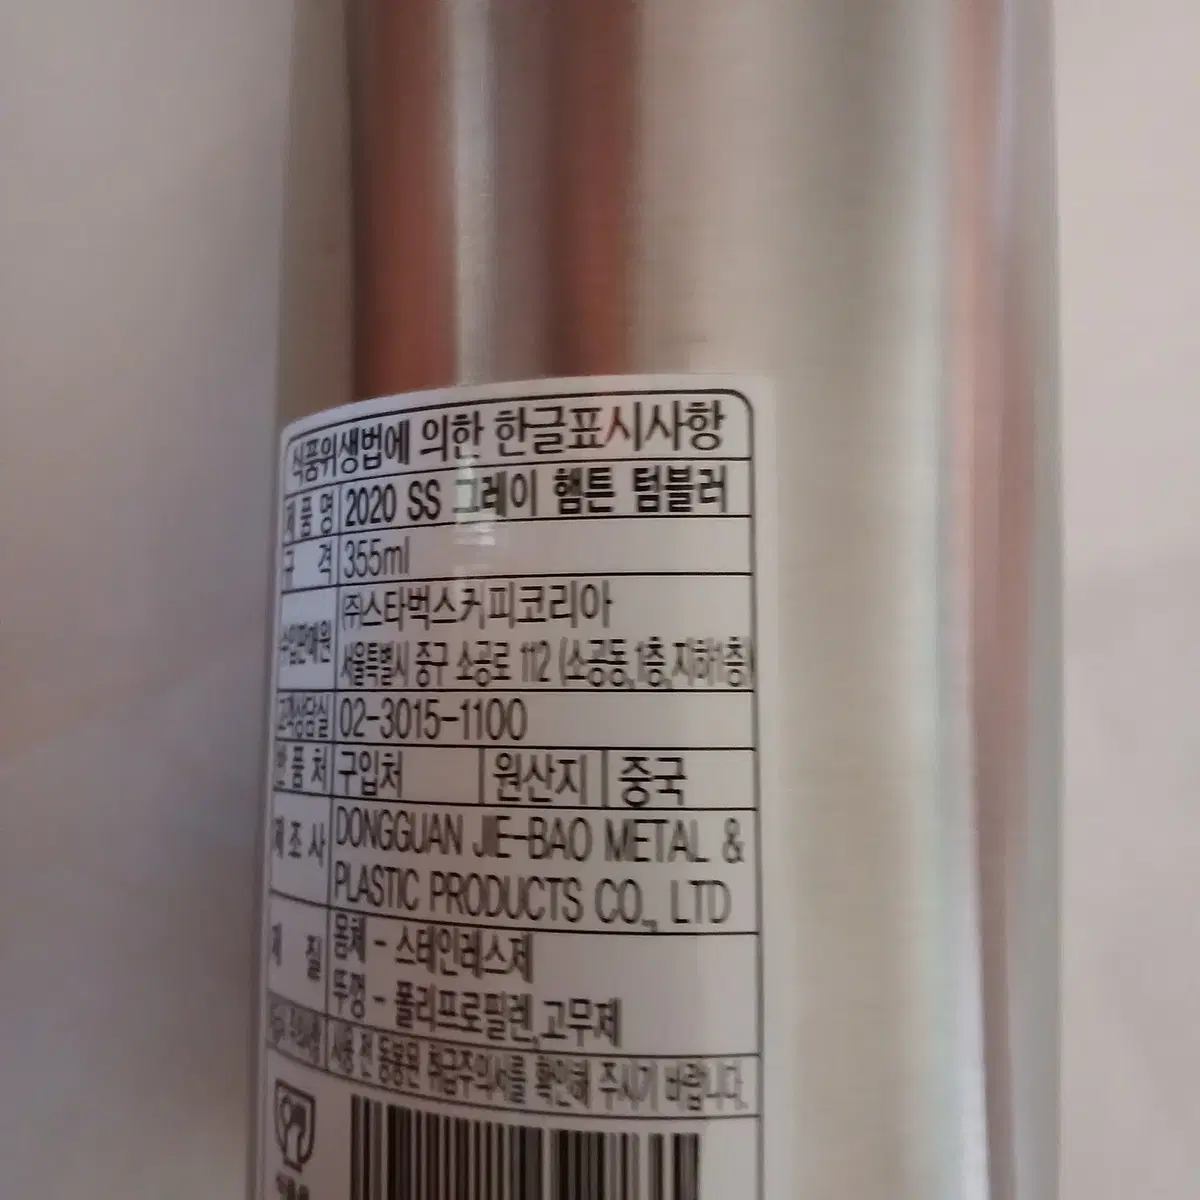 식품위생법에 의한 한글표시사항
제품명 2020 SS 그레이 햄튼 텀블러
규 격 355ml
수입판매원 ㈜스타벅스커피코리아
서울특별시 중구 소공로 112 (소공동,1층,지하1층)
고객상담실 02-3015-1100
반품처 구입처 원산지 중국
제조사 DONGGUAN JIE-BAO METAL &
PLASTIC PRODUCTS CO., LTD
재 질 몸체 - 스테인레스제
뚜껑 - 폴리프로필렌,고무제
주의사항 사용 전 동봉된 취급주의서를 확인해 주시기 바랍니다.